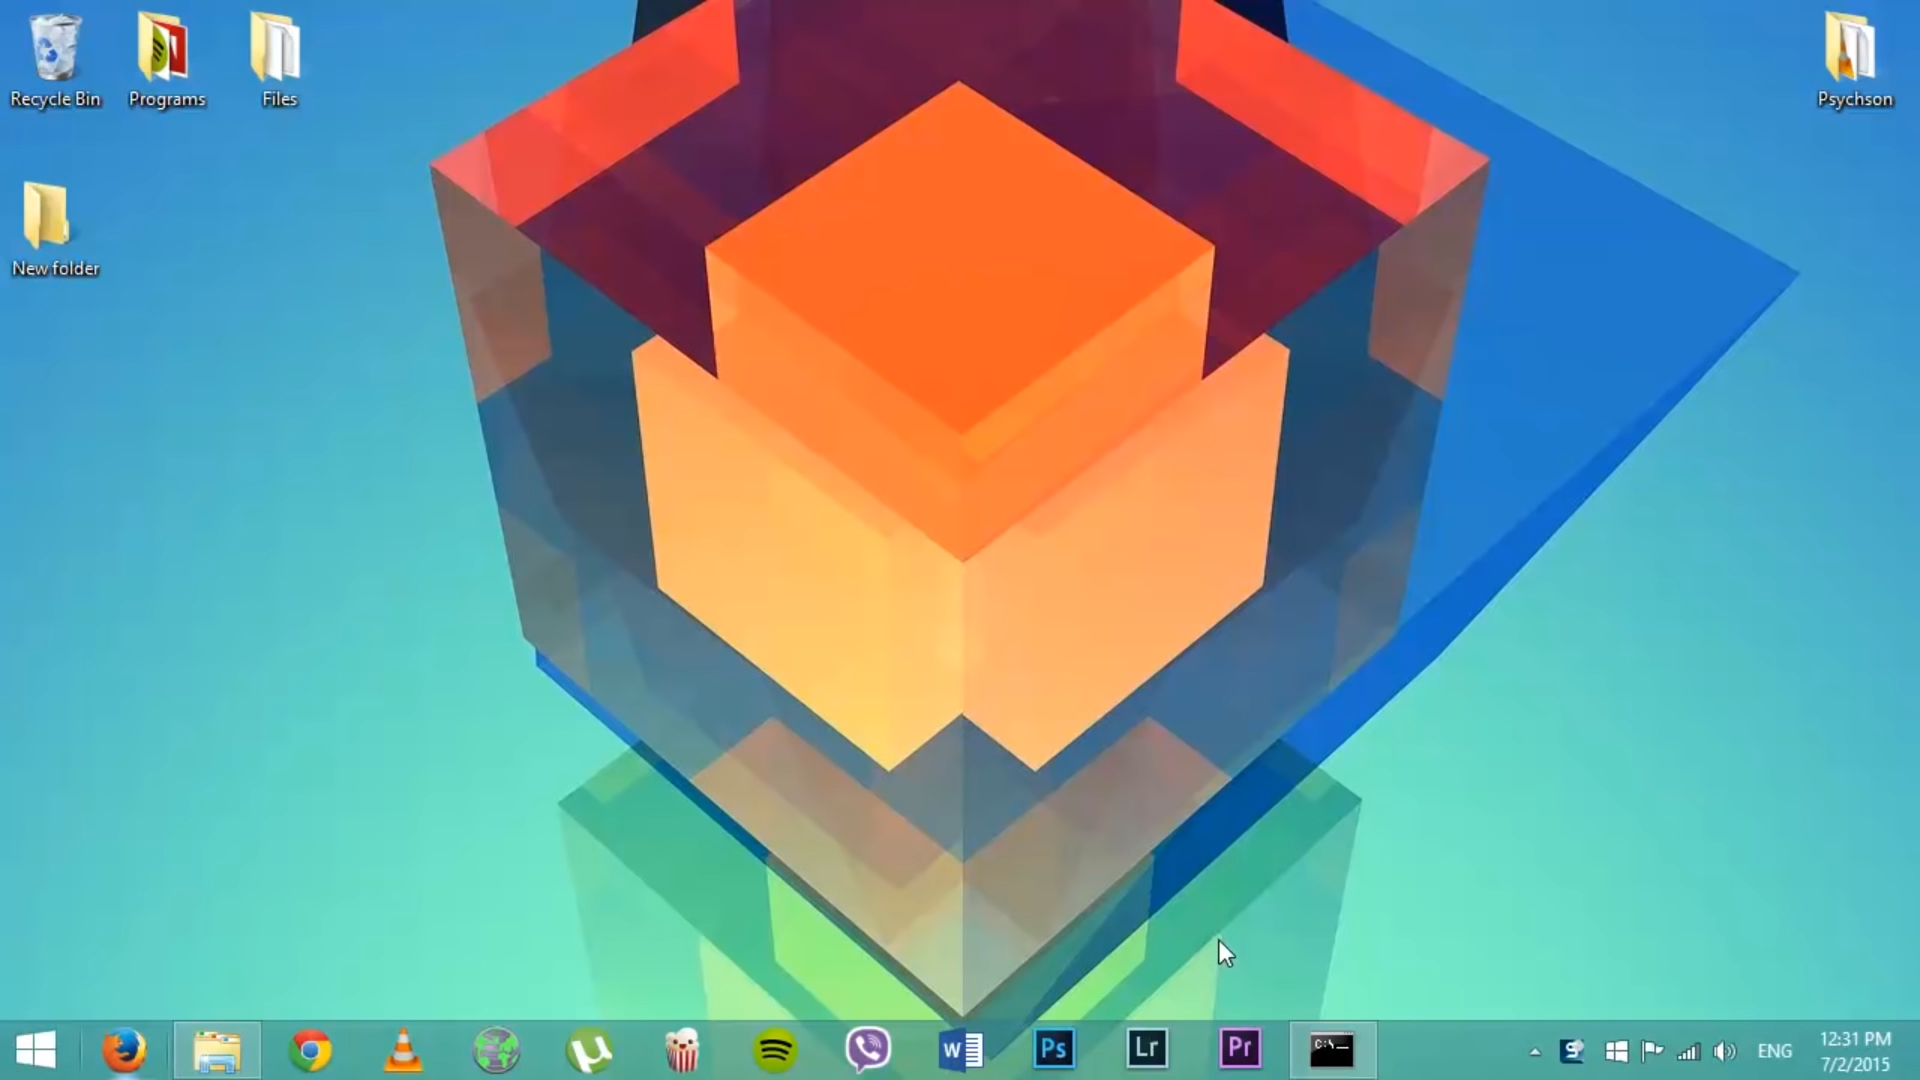 Recycle Bin
Programs
Files
Psychson
New folder
W
Ps
Lr
Pr
C:\_
S
ENG
12:31 PM
7/2/2015